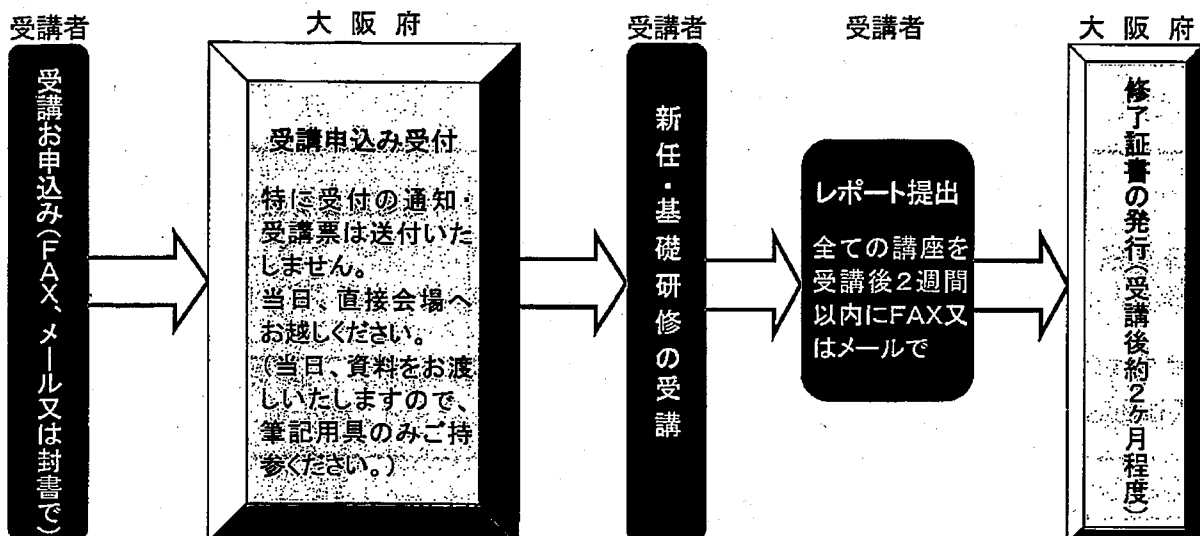 受講者
受講お申込み(FAX、メール又は封書で)
大阪府
受講申込み受付
特に受付の通知・
受講票は送付いた
しません。
当日、直接会場へ
お越しください。
(当日、資料をお渡
しいたしますので、
筆記用具のみご持
参ください。)
受講者
新任・基礎研修の受講
受講者
レポート提出
全ての講座を
受講後2週間
以内にFAX又
はメールで
大阪府
修了証書の発行(受講後約2ヶ月程度)